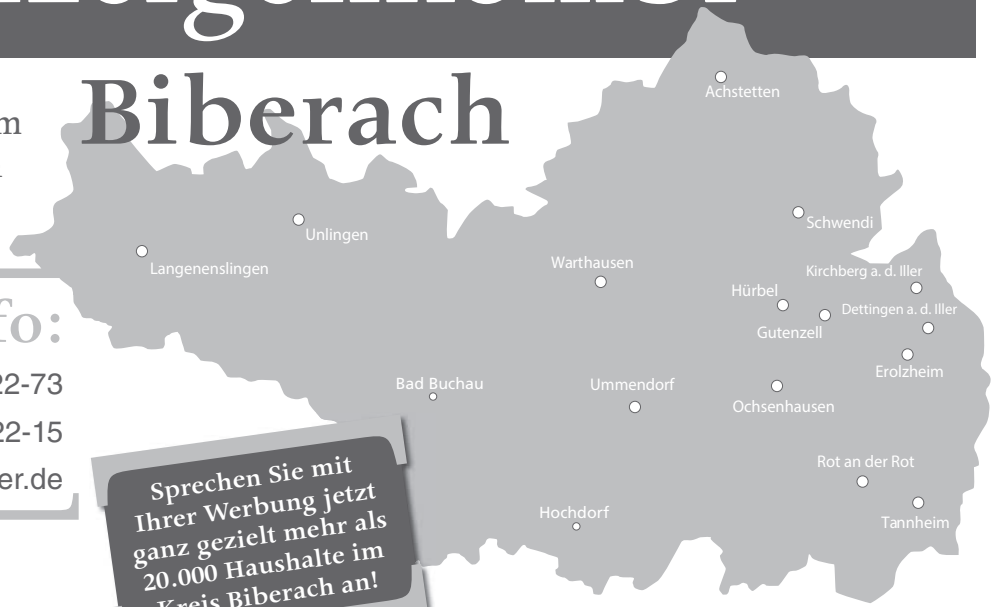 Biberach
m
Achstetten
Schwendi
Unlingen
Langenenslingen
Warthausen
Kirchberg a. d. Iller
Hürbel
Dettingen a. d. Iller
Gutenzell
Erolzheim
Bad Buchau
Ummendorf
Ochsenhausen
Rot an der Rot
Hochdorf
Tannheim
fo:
22-73
22-15
er.de
Sprechen Sie mit
Ihrer Werbung jetzt
ganz gezielt mehr als
20.000 Haushalte im
Kreis Biberach an!